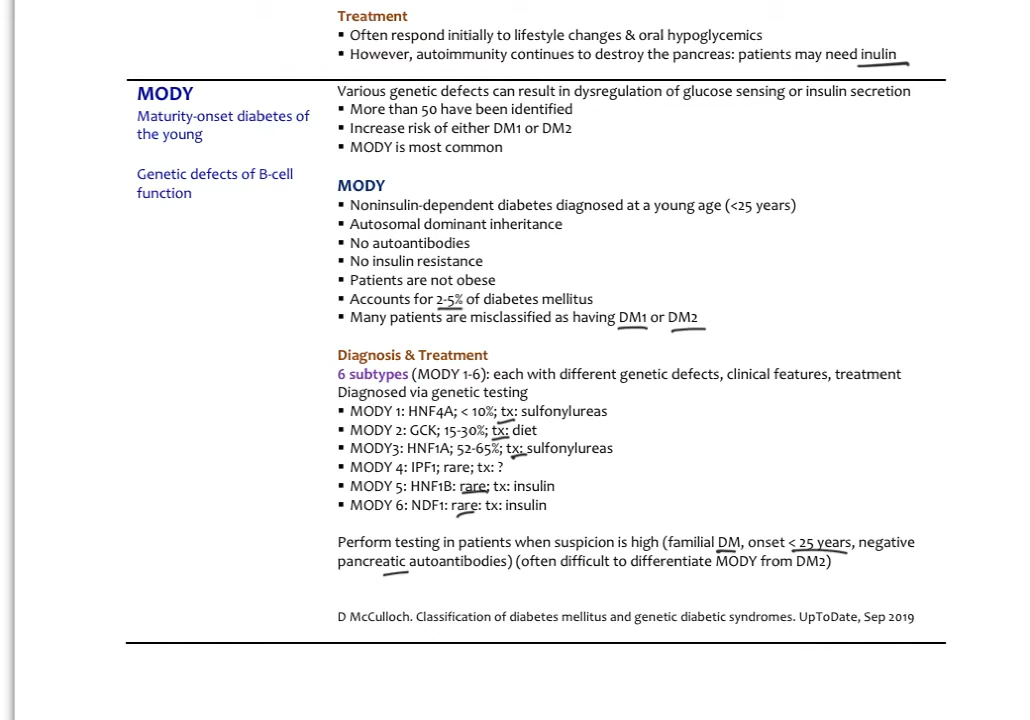 Treatment
▪ Often respond initially to lifestyle changes & oral hypoglycemics
▪ However, autoimmunity continues to destroy the pancreas: patients may need inulin
MODY
Maturity-onset diabetes of
the young
Genetic defects of B-cell
function
Various genetic defects can result in dysregulation of glucose sensing or insulin secretion
▪ More than 50 have been identified
▪ Increase risk of either DM1 or DM2
▪ MODY is most common
MODY
▪ Noninsulin-dependent diabetes diagnosed at a young age (<25 years)
▪ Autosomal dominant inheritance
▪ No autoantibodies
▪ No insulin resistance
▪ Patients are not obese
▪ Accounts for 2-5% of diabetes mellitus
▪ Many patients are misclassified as having DM1 or DM2
Diagnosis & Treatment
6 subtypes (MODY 1-6): each with different genetic defects, clinical features, treatment
Diagnosed via genetic testing
▪ MODY 1: HNF4A; < 10%; tx: sulfonylureas
▪ MODY 2: GCK; 15-30%; tx: diet
▪ MODY3: HNF1A; 52-65%; tx: sulfonylureas
▪ MODY 4: IPF1; rare; tx: ?
▪ MODY 5: HNF1B: rare; tx: insulin
▪ MODY 6: NDF1: rare: tx: insulin
Perform testing in patients when suspicion is high (familial DM, onset < 25 years, negative
pancreatic autoantibodies) (often difficult to differentiate MODY from DM2)
D McCulloch. Classification of diabetes mellitus and genetic diabetic syndromes. UpToDate, Sep 2019